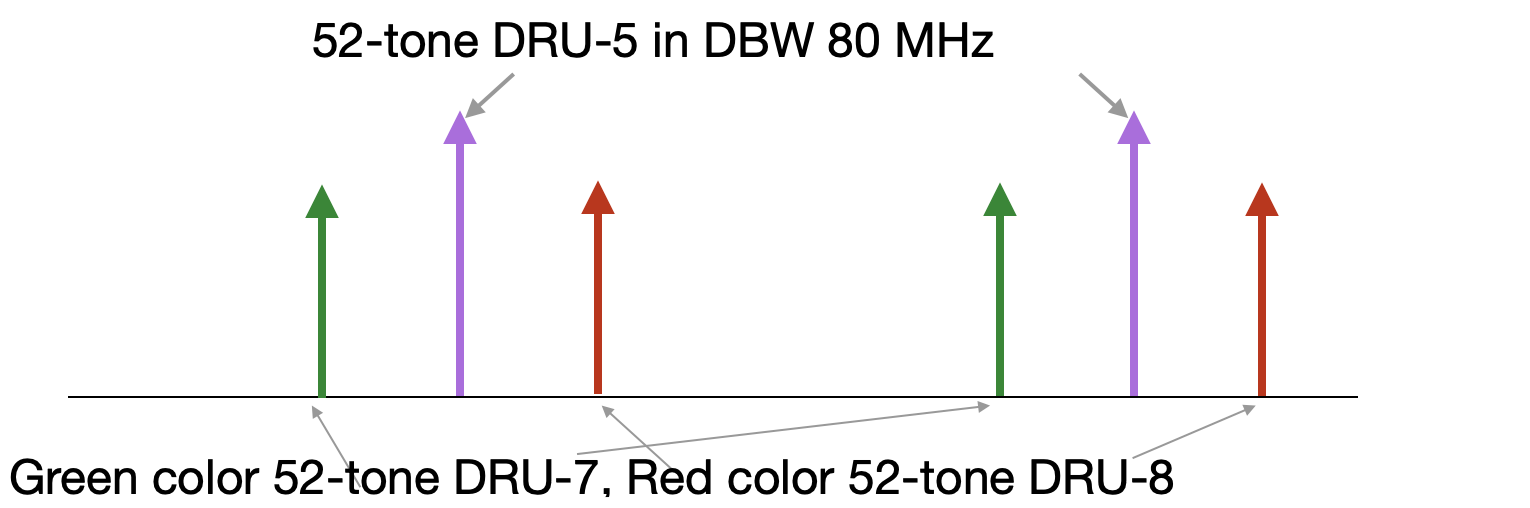 52-tone DRU-5 in DBW 80 MHz
Green color 52-tone DRU-7, Red color 52-tone DRU-8